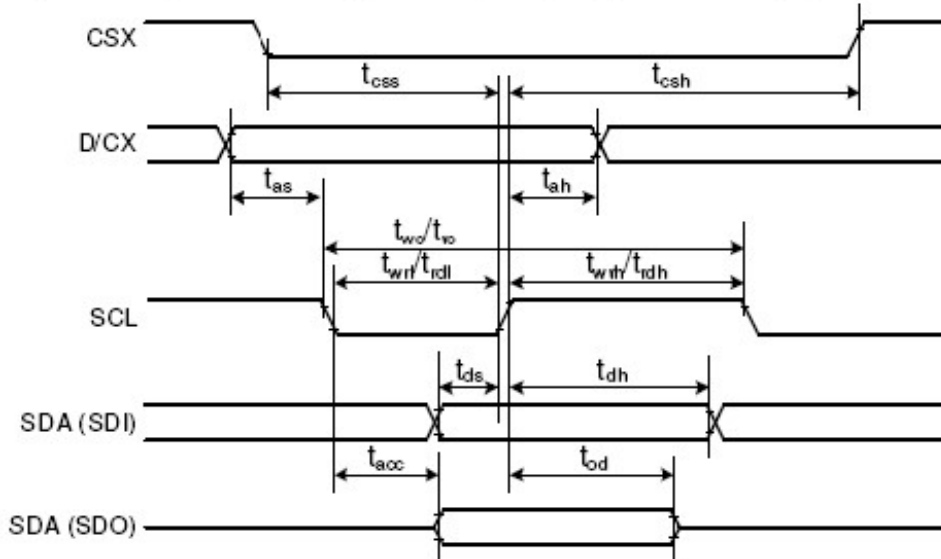 CSX
tcss
tcsh
D/CX
tas
tah
twc/trc
twrl/trdl
twrh/trdh
SCL
tds
tdh
SDA (SDI)
tacc
tod
SDA (SDO)